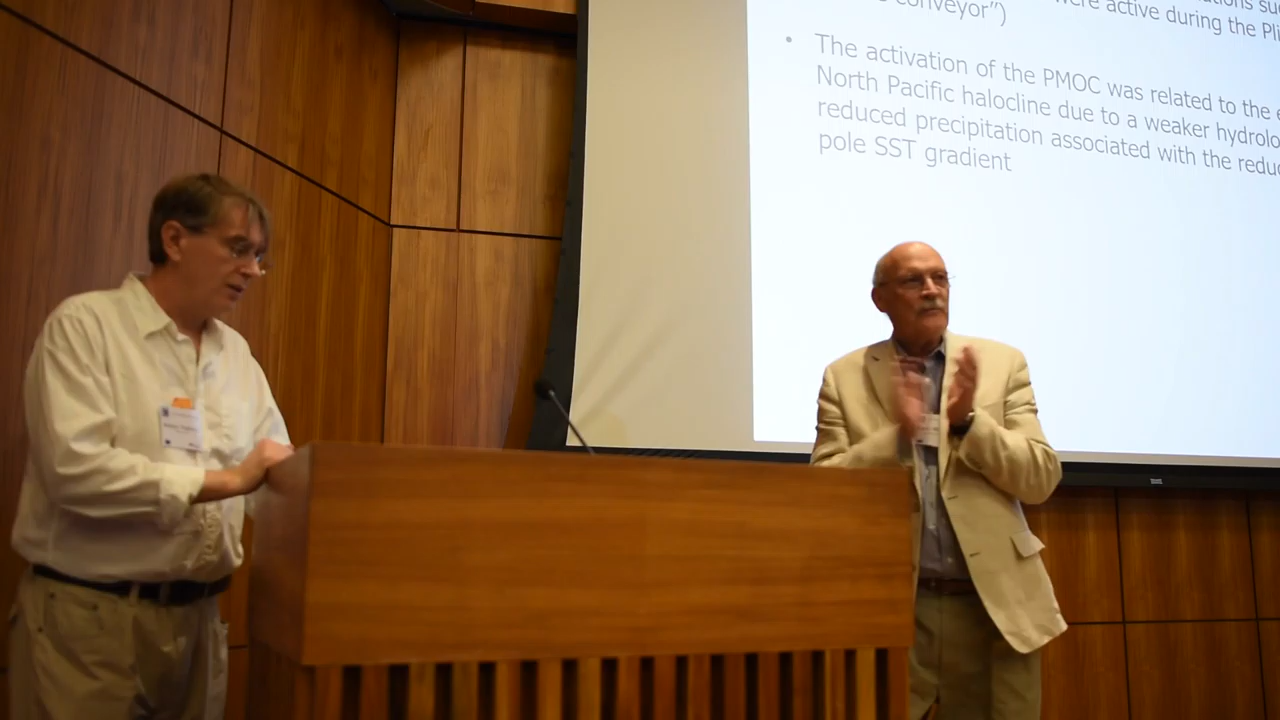 conveyor")
were active during the Pli
• The activation of the PMOC was related to the
North Pacific halocline due to a weaker hydrolo
reduced precipitation associated with the redu
pole SST gradient